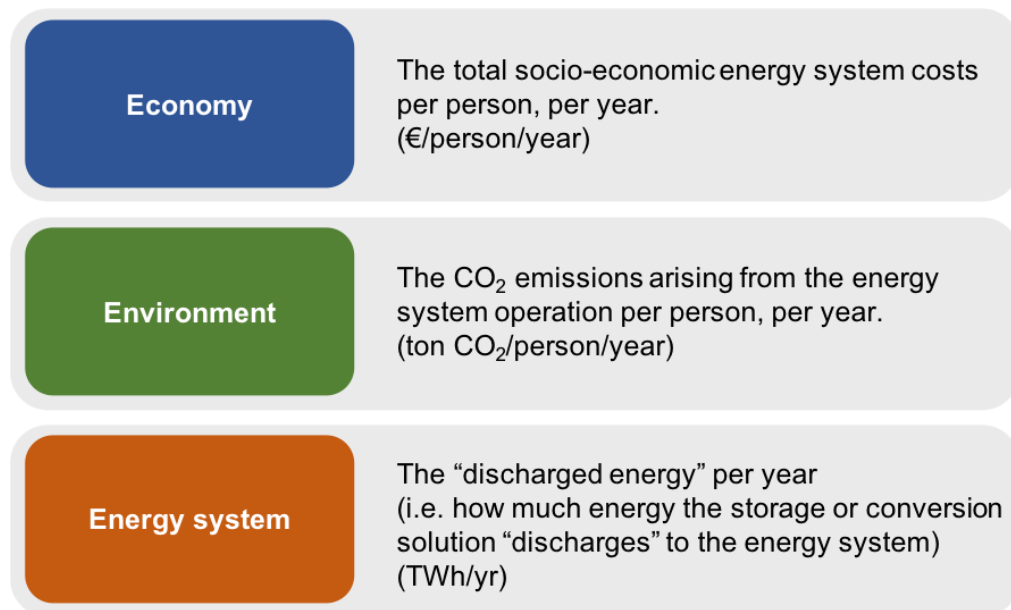 Economy
The total socio-economic energy system costs
per person, per year.
(€/person/year)
Environment
The CO₂ emissions arising from the energy
system operation per person, per year.
(ton CO₂/person/year)
Energy system
The “discharged energy” per year
(i.e. how much energy the storage or conversion
solution “discharges” to the energy system)
(TWh/yr)